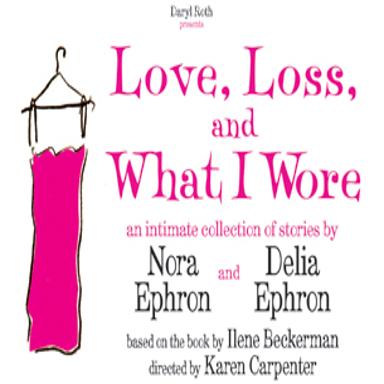 Daryl Roth
presents
Love, Loss,
and
What I Wore
an intimate collection of stories by
Nora and Delia
Ephron Ephron
based on the book by Ilene Beckerman
directed by Karen Carpenter